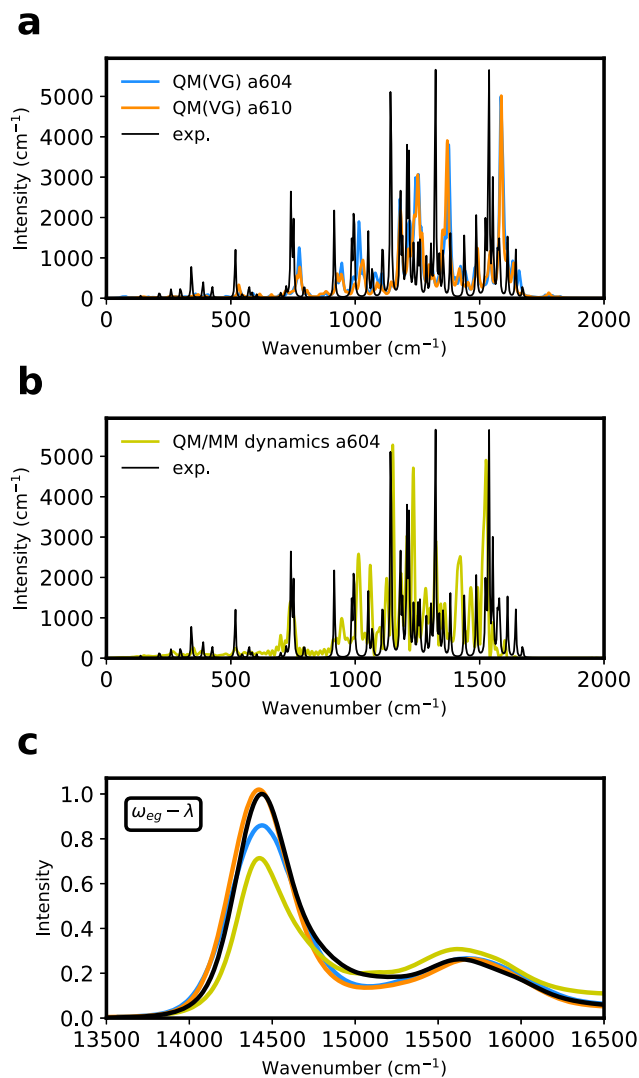 a
Intensity (cm⁻¹)
5000
4000
3000
2000
1000
0
QM(VG) a604
QM(VG) a610
exp.
0 500 1000 1500 2000
Wavenumber (cm⁻¹)
b
Intensity (cm⁻¹)
5000
4000
3000
2000
1000
0
QM/MM dynamics a604
exp.
0 500 1000 1500 2000
Wavenumber (cm⁻¹)
c
Intensity
1.0
0.8
0.6
0.4
0.2
0.0
ω_eg − λ
13500 14000 14500 15000 15500 16000 16500
Wavenumber (cm⁻¹)